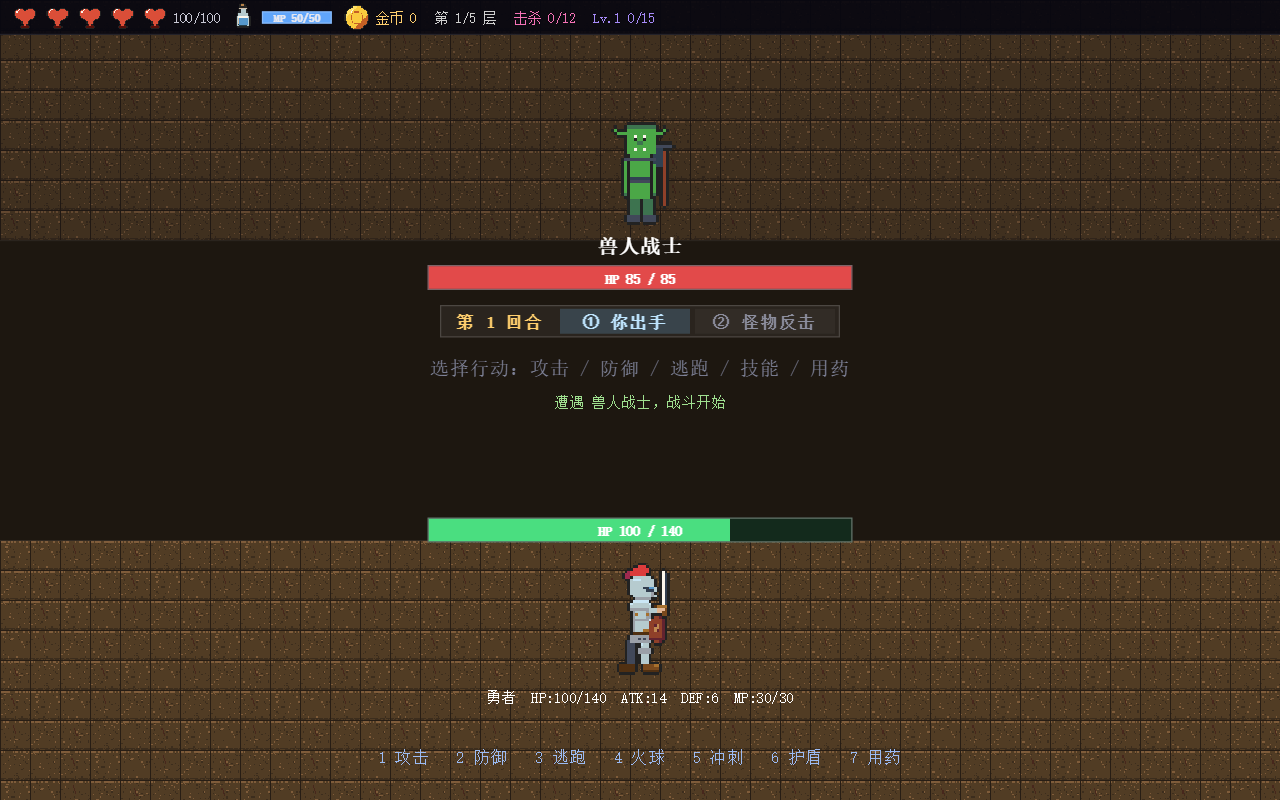 100/100 MP 50/50 金币 0 第 1/5 层 击杀 0/12 Lv.1 0/15
兽人战士
HP 85 / 85
第 1 回合 ① 你出手 ② 怪物反击
选择行动: 攻击 / 防御 / 逃跑 / 技能 / 用药
遭遇 兽人战士，战斗开始
HP 100 / 140
勇者 HP:100/140 ATK:14 DEF:6 MP:30/30
1 攻击 2 防御 3 逃跑 4 火球 5 冲刺 6 护盾 7 用药